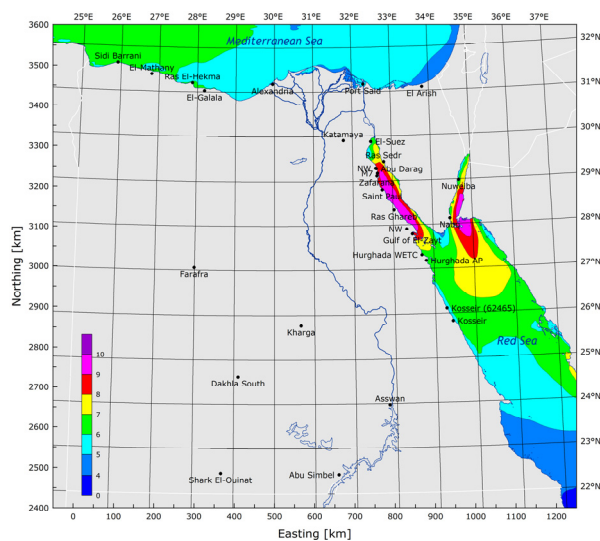 25°E 26°E 27°E 28°E 29°E 30°E 31°E 32°E 33°E 34°E 35°E 36°E 37°E
3600
Mediterranean Sea
32°N
Sidi Barrani
El-Mathany
3500
Ras El-Hekma
31°N
El-Galala
Alexandria
Port Said
El Arish
3400
30°N
Katamaya
El-Suez
3300
Ras Sedr
29°N
NW
Abu Darag
M7
Zafarana
Nuweiba
3200
Saint Paul
28°N
Ras Ghareb
Nabq
3100
NW
Gulf of El-Zayt
27°N
Hurghada WETC
Hurghada AP
3000
Farafra
26°N
2900
Kosseir (62465)
Kosseir
Kharga
Red Sea
25°N
2800
10
9
8
7
6
5
4
0
24°N
Dakhla South
2700
Asswan
2600
23°N
2500
Shark El-Ouinat
Abu Simbel
22°N
2400
0 100 200 300 400 500 600 700 800 900 1000 1200
Northing [km]
Easting [km]